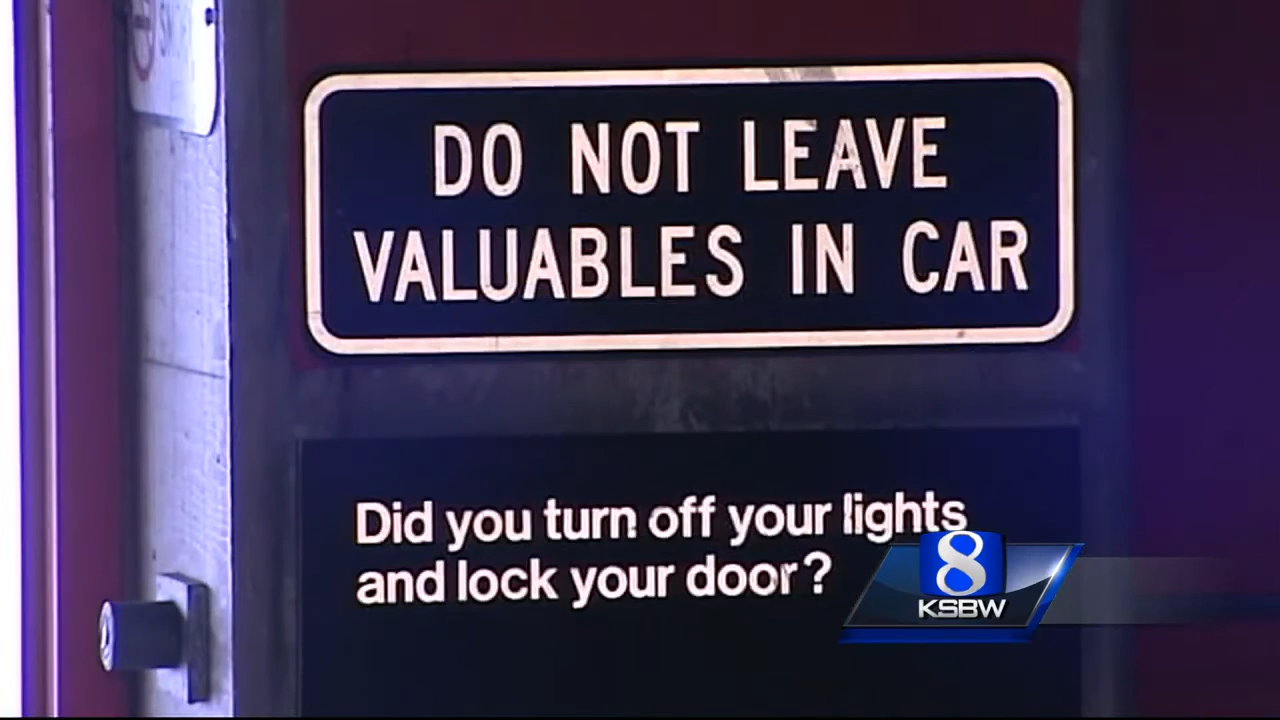 DO NOT LEAVE
VALUABLES IN CAR
Did you turn off your lights
and lock your door?
8
KSBW